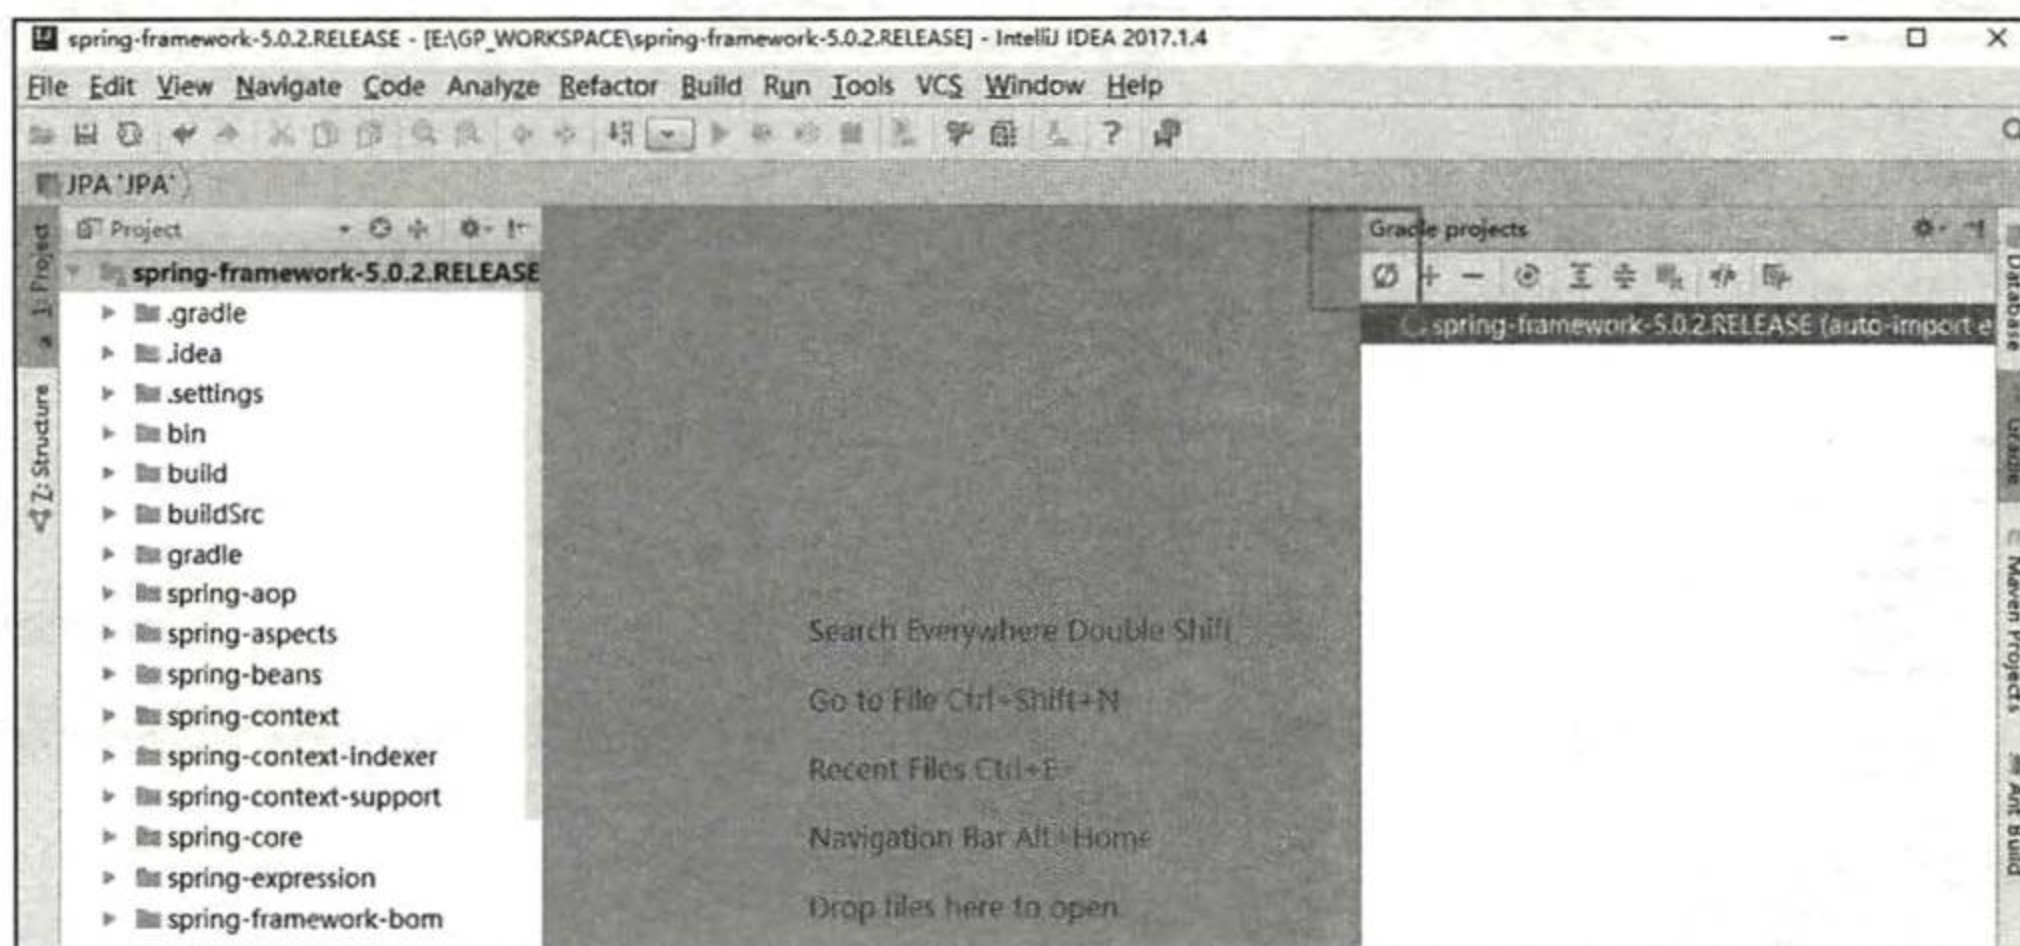 spring-framework-5.0.2.RELEASE - [E:\GP_WORKSPACE\spring-framework-5.0.2.RELEASE] - IntelliJ IDEA 2017.1.4
File Edit View Navigate Code Analyze Refactor Build Run Tools VCS Window Help
JPA 'JPA'
1: Project
Z: Structure
Project
spring-framework-5.0.2.RELEASE
.gradle
.idea
.settings
bin
build
buildSrc
gradle
spring-aop
spring-aspects
spring-beans
spring-context
spring-context-indexer
spring-context-support
spring-core
spring-expression
spring-framework-bom
Search Everywhere Double Shift
Go to File Ctrl+Shift+N
Recent Files Ctrl+E
Navigation Bar Alt+Home
Drop files here to open
Gradle projects
spring-framework-5.0.2.RELEASE (auto-import e
Database
Gradle
Maven Projects
Ant Build